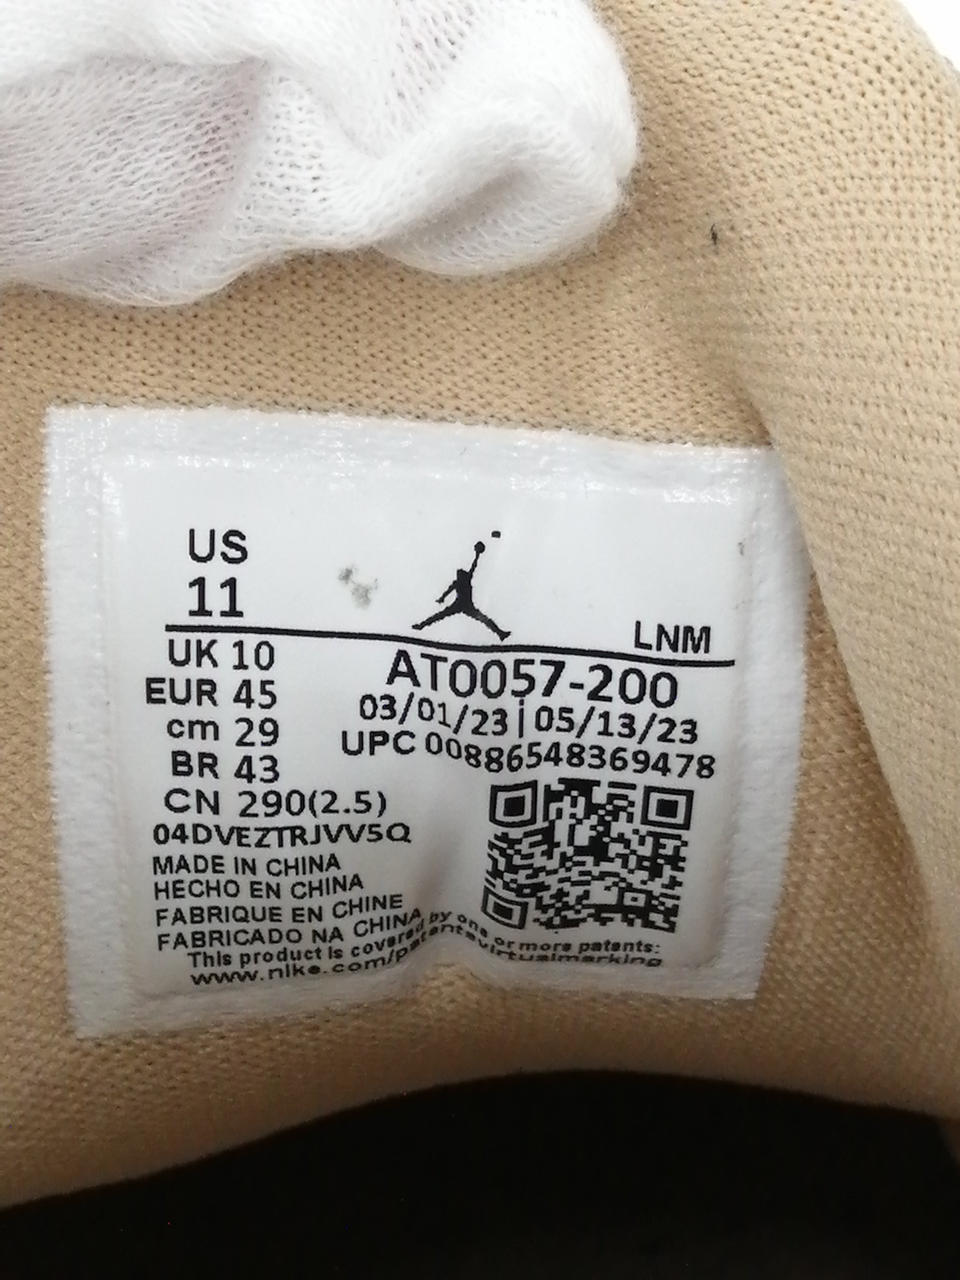 US
11
LNM
UK 10
EUR 45
cm 29
BR 43
CN 290(2.5)
AT0057-200
03/01/23 | 05/13/23
UPC 00886548369478
04DVEZTRJVV5Q
MADE IN CHINA
HECHO EN CHINA
FABRIQUE EN CHINE
FABRICADO NA CHINA
This product is covered by one or more patents:
www.nike.com/patentsvirtualmarking